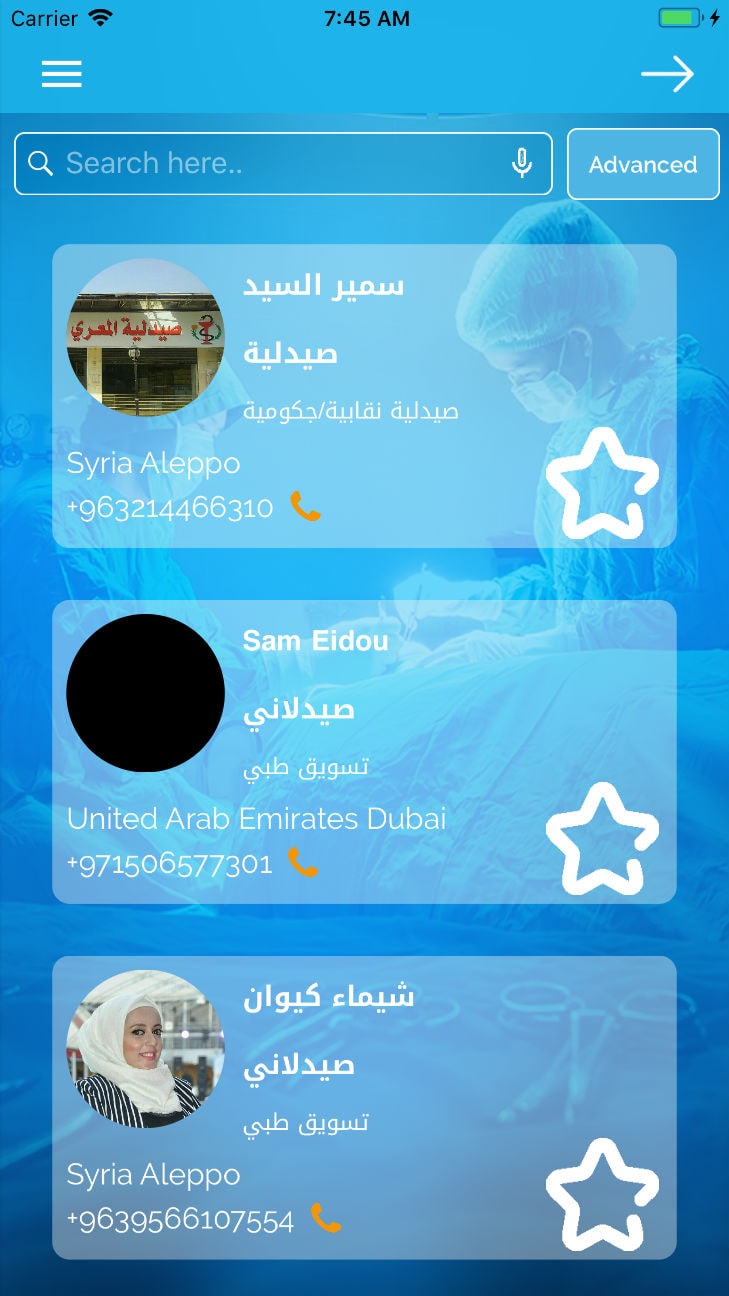 Carrier
7:45 AM
Search here..
Advanced
سمير السيد
صيدلية المعري
صيدلية
صيدلية نقابية/جكومية
Syria Aleppo
+963214466310
Sam Eidou
صيدلاني
تسويق طبي
United Arab Emirates Dubai
+971506577301
شيماء كيوان
صيدلاني
تسويق طبي
Syria Aleppo
+9639566107554